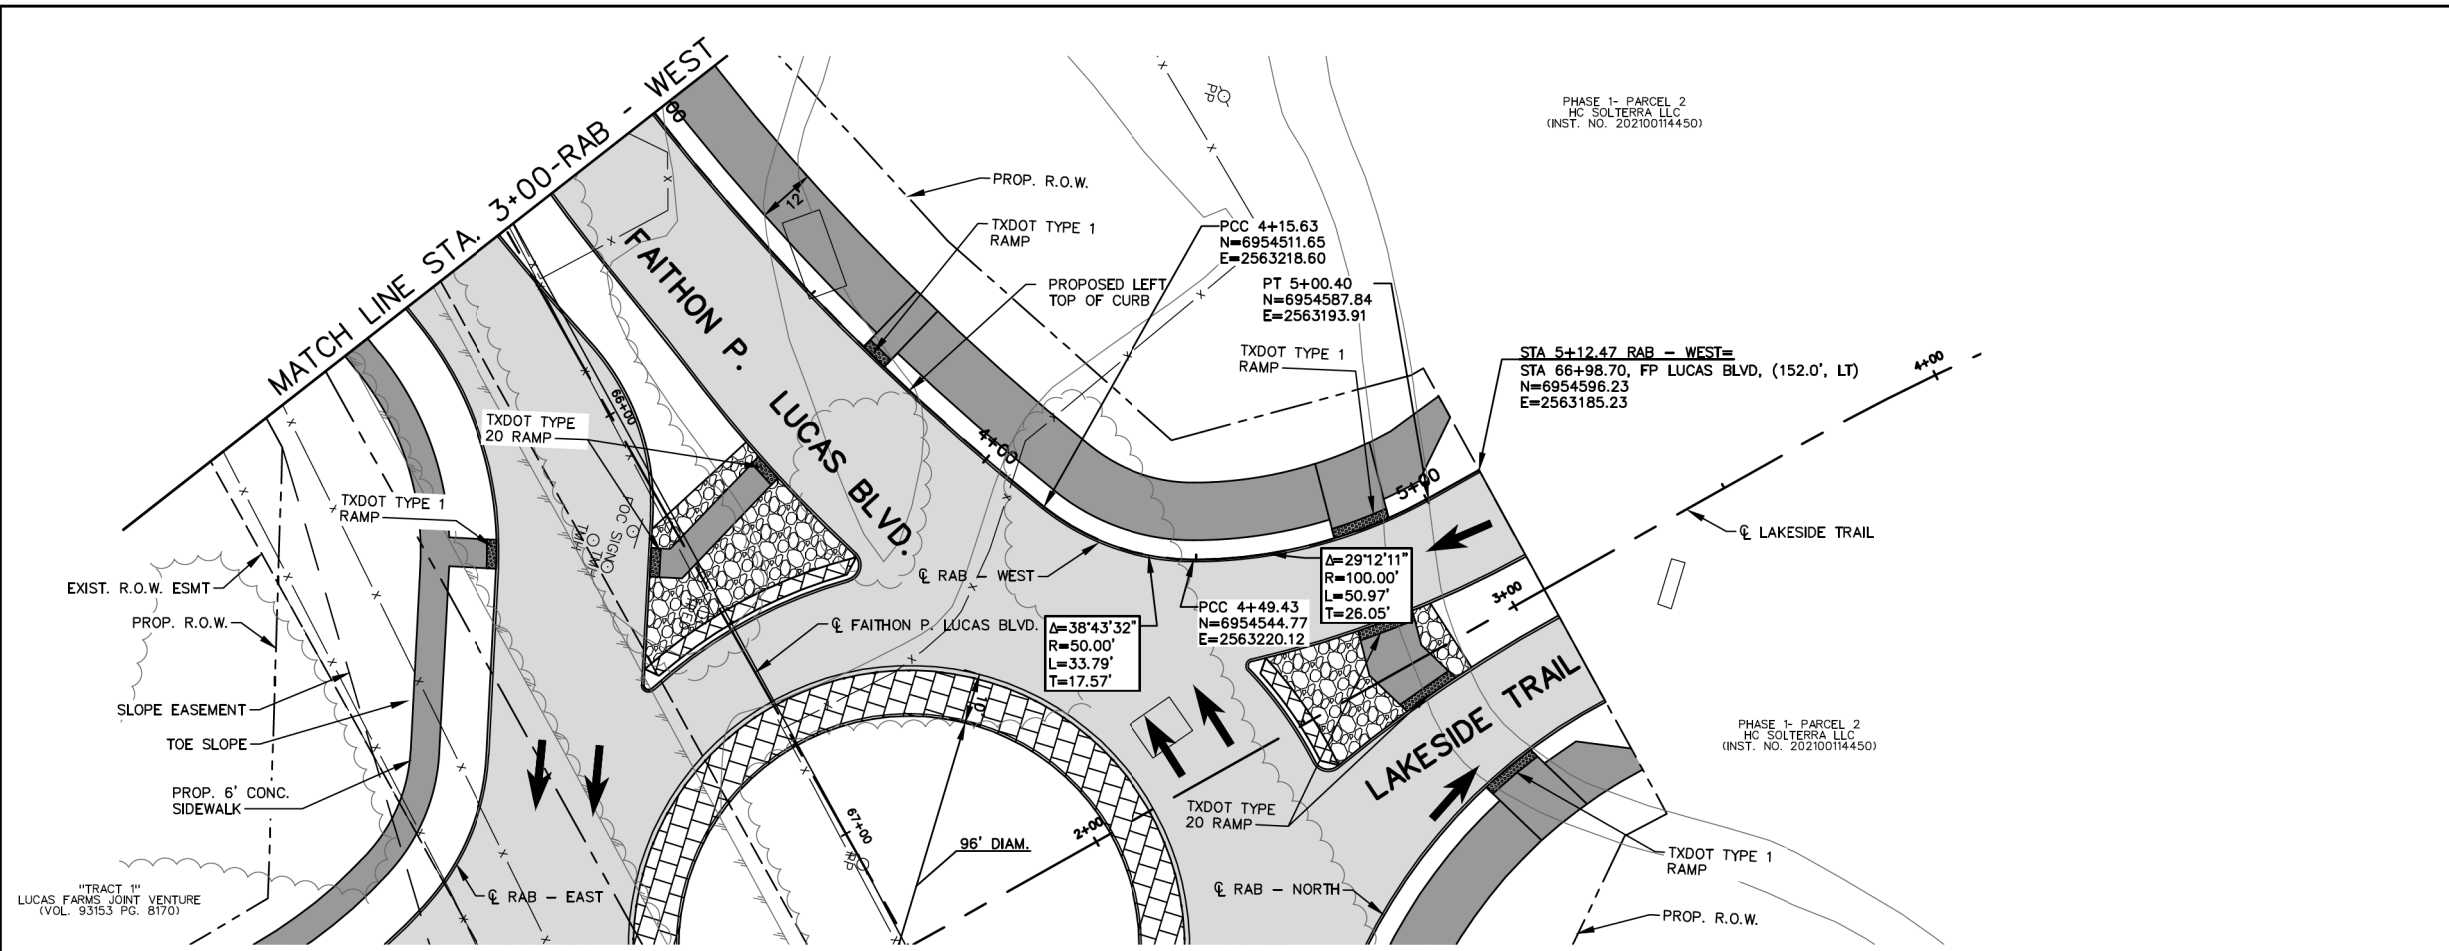 MATCH LINE STA. 3+00-RAB - WEST
00
PHASE 1- PARCEL 2
HC SOLTERRA LLC
(INST. NO. 202100114450)
PP
PROP. R.O.W.
12'
TXDOT TYPE 1
RAMP
PCC 4+15.63
N=6954511.65
E=2563218.60
PROPOSED LEFT
TOP OF CURB
PT 5+00.40
N=6954587.84
E=2563193.91
FAITHON P. LUCAS BLVD.
TXDOT TYPE 1
RAMP
STA 5+12.47 RAB - WEST=
STA 66+98.70, FP LUCAS BLVD, (152.0', LT)
N=6954596.23
E=2563185.23
4+00
66+00
TXDOT TYPE
20 RAMP
4+00
5+00
TXDOT TYPE 1
RAMP
TMH
TMH
℄ LAKESIDE TRAIL
℄ RAB - WEST
Δ=29°12'11"
R=100.00'
L=50.97'
T=26.05'
3+00
EXIST. R.O.W. ESMT
PROP. R.O.W.
℄ FAITHON P. LUCAS BLVD.
Δ=38°43'32"
R=50.00'
L=33.79'
T=17.57'
PCC 4+49.43
N=6954544.77
E=2563220.12
SLOPE EASEMENT
TOE SLOPE
10'
LAKESIDE TRAIL
PHASE 1- PARCEL 2
HC SOLTERRA LLC
(INST. NO. 202100114450)
PROP. 6' CONC.
SIDEWALK
TXDOT TYPE
20 RAMP
67+00
PP
2+00
96' DIAM.
TXDOT TYPE 1
RAMP
"TRACT 1"
LUCAS FARMS JOINT VENTURE
(VOL. 93153 PG. 8170)
℄ RAB - EAST
℄ RAB - NORTH
PROP. R.O.W.